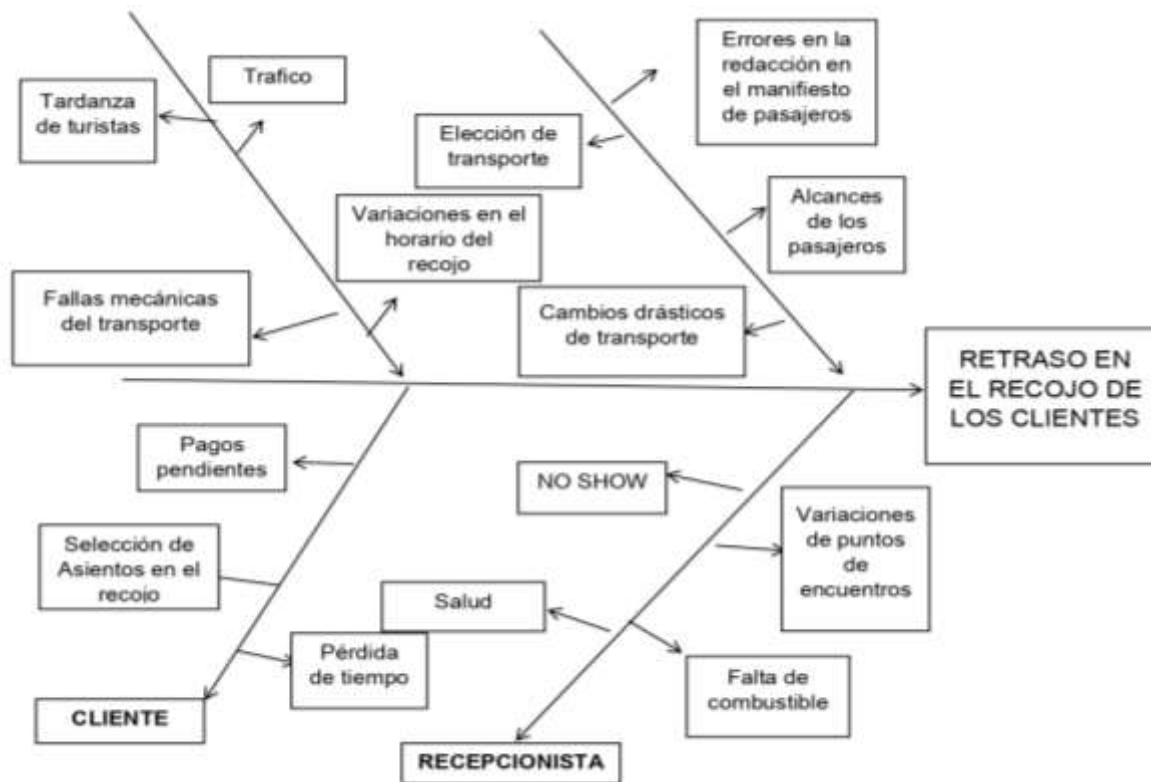 Errores en la
redacción en
el manifiesto
de pasajeros
Trafico
Tardanza
de turistas
Elección de
transporte
Alcances
de los
pasajeros
Variaciones en el
horario del
recojo
Fallas mecánicas
del transporte
Cambios drásticos
de transporte
RETRASO EN
EL RECOJO DE
LOS CLIENTES
Pagos
pendientes
NO SHOW
Variaciones
de puntos
de
encuentros
Selección de
Asientos en el
recojo
Salud
Pérdida
de tiempo
Falta de
combustible
CLIENTE
RECEPCIONISTA